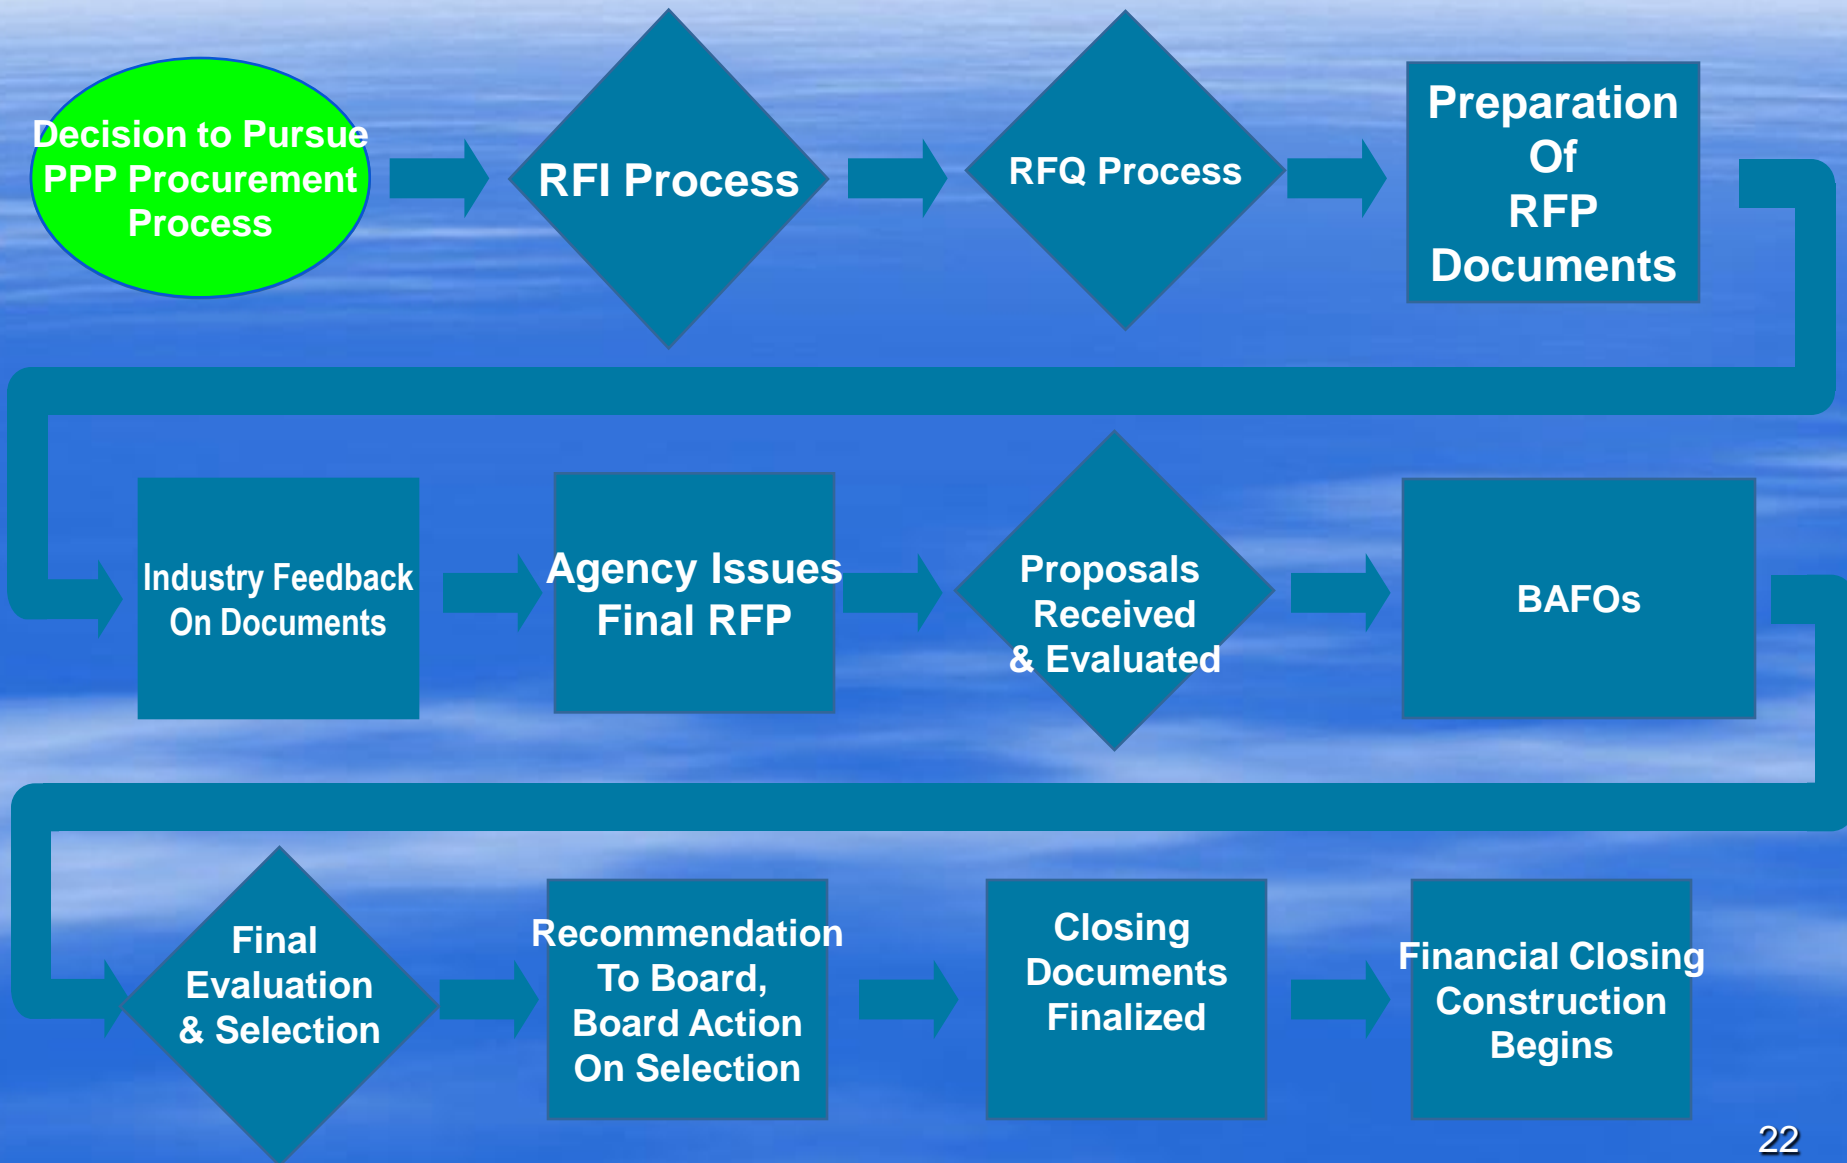 Decision to Pursue
PPP Procurement
Process
RFI Process
RFQ Process
Preparation
Of
RFP
Documents
Industry Feedback
On Documents
Agency Issues
Final RFP
Proposals
Received
& Evaluated
BAFOs
Final
Evaluation
& Selection
Recommendation
To Board,
Board Action
On Selection
Closing
Documents
Finalized
Financial Closing
Construction
Begins
22